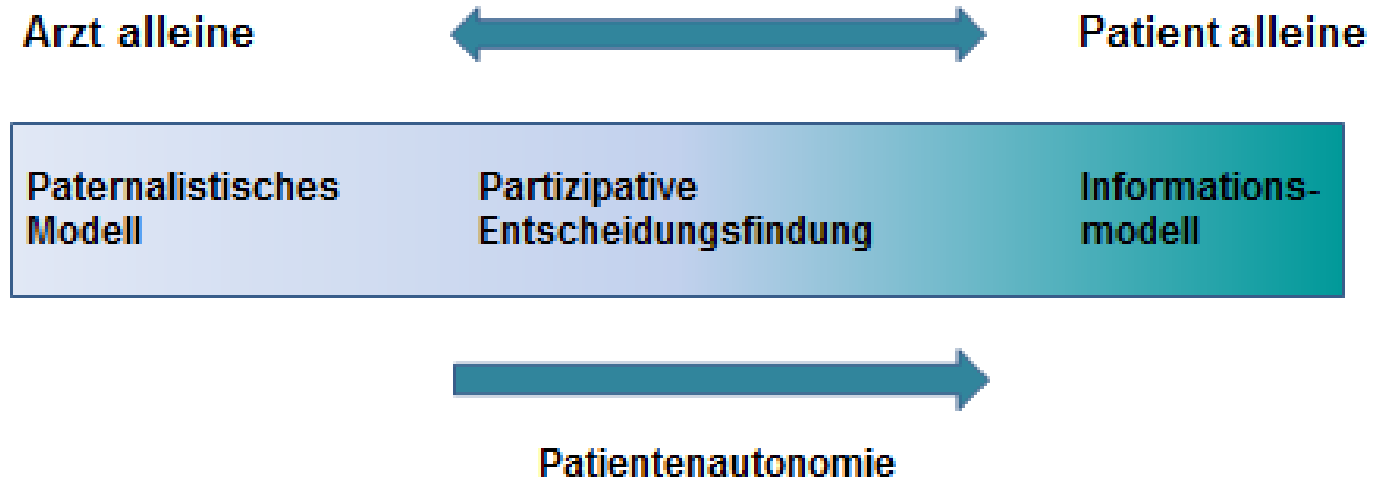 Arzt alleine
Patient alleine
Paternalistisches
Modell
Partizipative
Entscheidungsfindung
Informations-
modell
Patientenautonomie